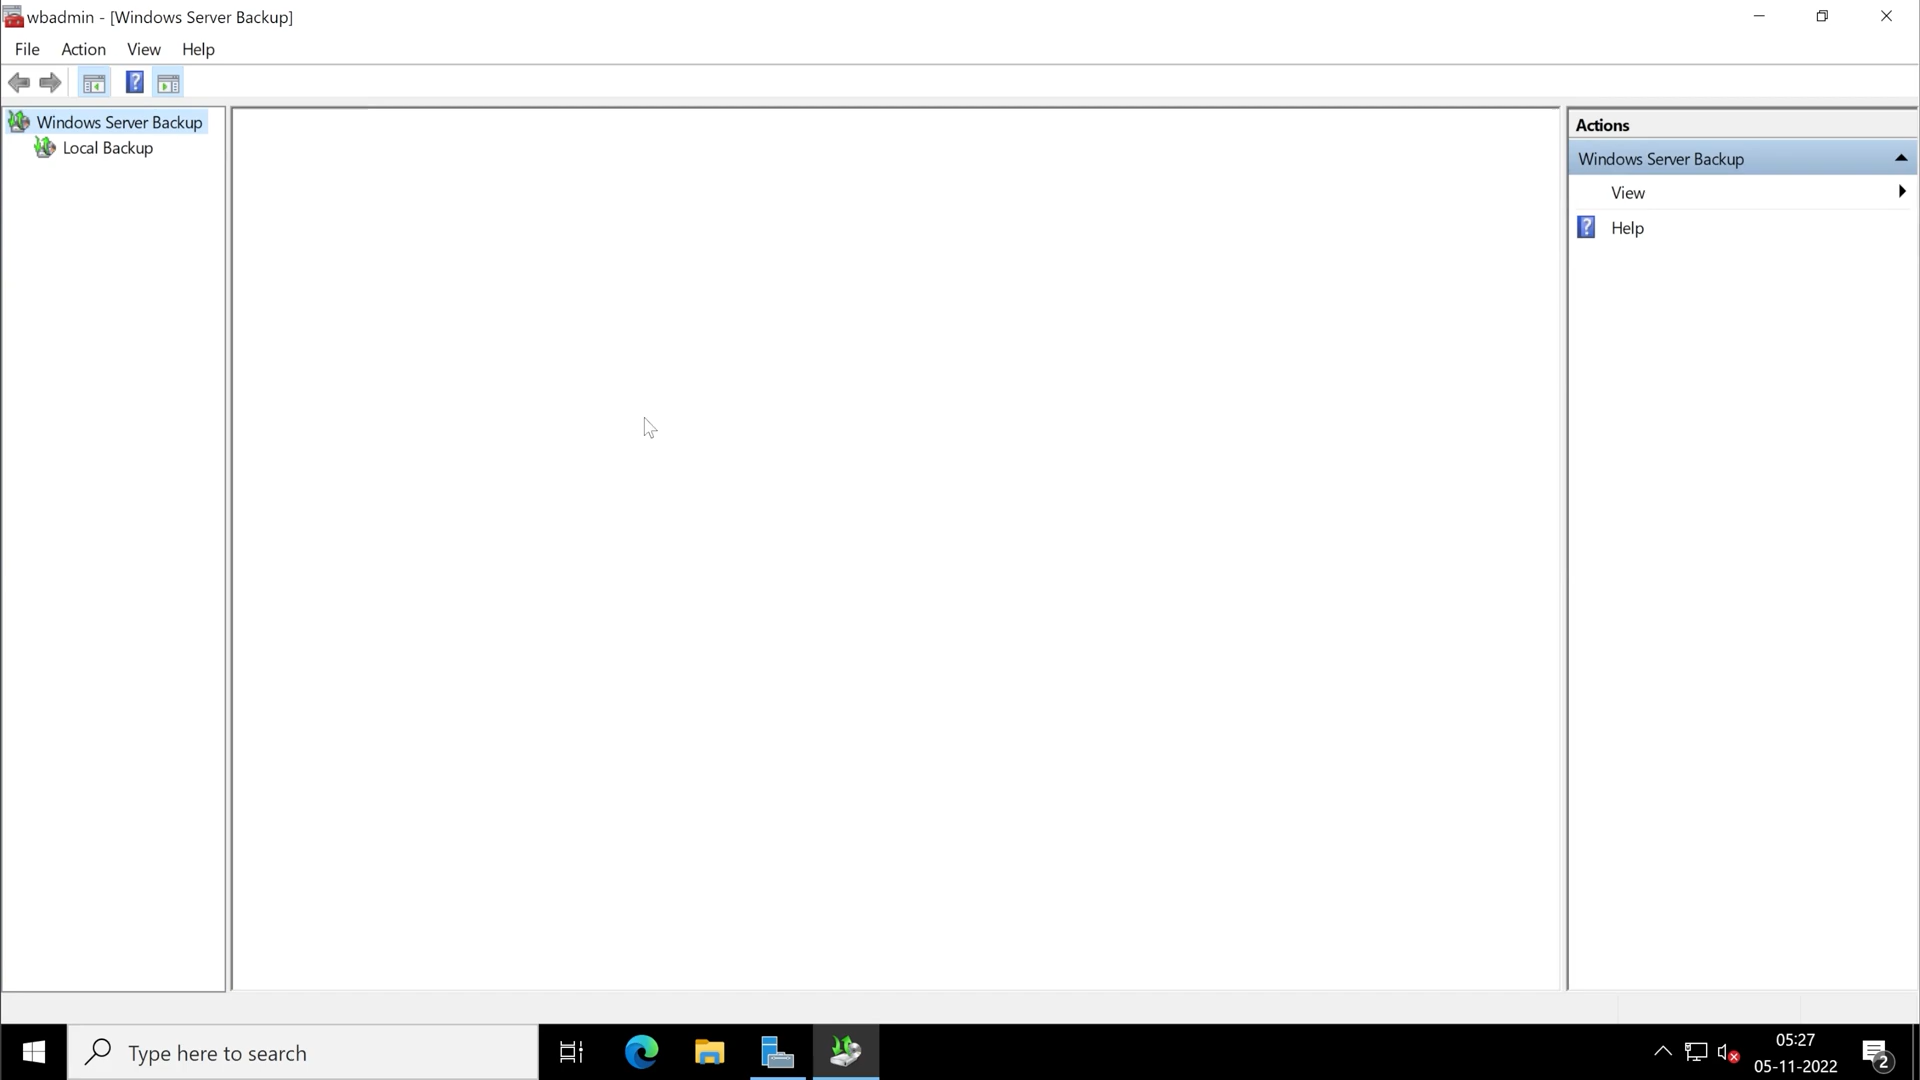 wbadmin - [Windows Server Backup]
File Action View Help
Windows Server Backup
Local Backup
Actions
Windows Server Backup
View
Help
Type here to search
05:27
05-11-2022
2